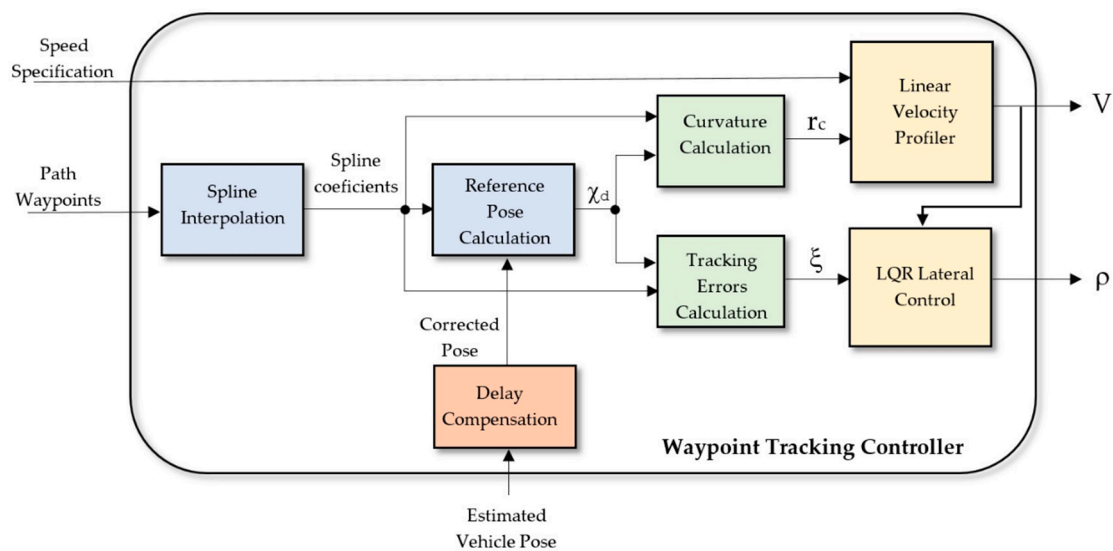 Speed
Specification
Linear
Velocity
Profiler
V
Curvature
Calculation
rc
Path
Waypoints
Spline
Interpolation
Spline
coeficients
Reference
Pose
Calculation
χd
Tracking
Errors
Calculation
ξ
LQR Lateral
Control
ρ
Corrected
Pose
Delay
Compensation
Waypoint Tracking Controller
Estimated
Vehicle Pose